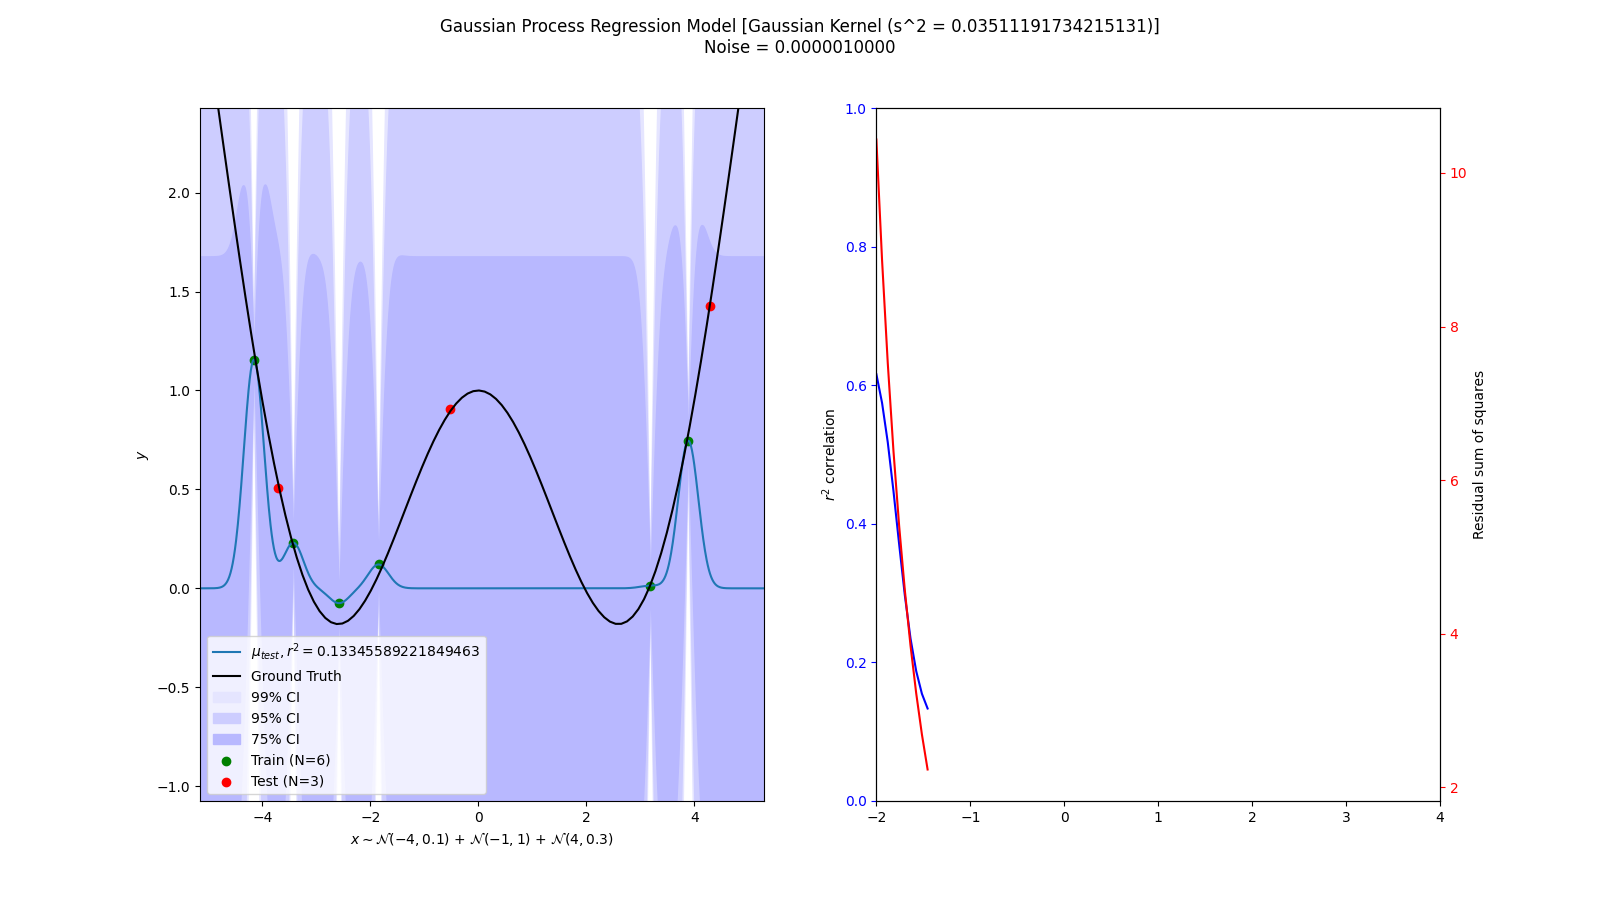 Gaussian Process Regression Model [Gaussian Kernel (s^2 = 0.03511191734215131)]
Noise = 0.0000010000
2.0
1.5
1.0
0.5
0.0
−0.5
−1.0
y
−4
−2
0
2
4
x ∼ 𝒩(−4, 0.1) + 𝒩(−1, 1) + 𝒩(4, 0.3)
μ_test, r² = 0.13345589221849463
Ground Truth
99% CI
95% CI
75% CI
Train (N=6)
Test (N=3)
1.0
0.8
0.6
0.4
0.2
0.0
r² correlation
−2
−1
0
1
2
3
4
10
8
6
4
2
Residual sum of squares